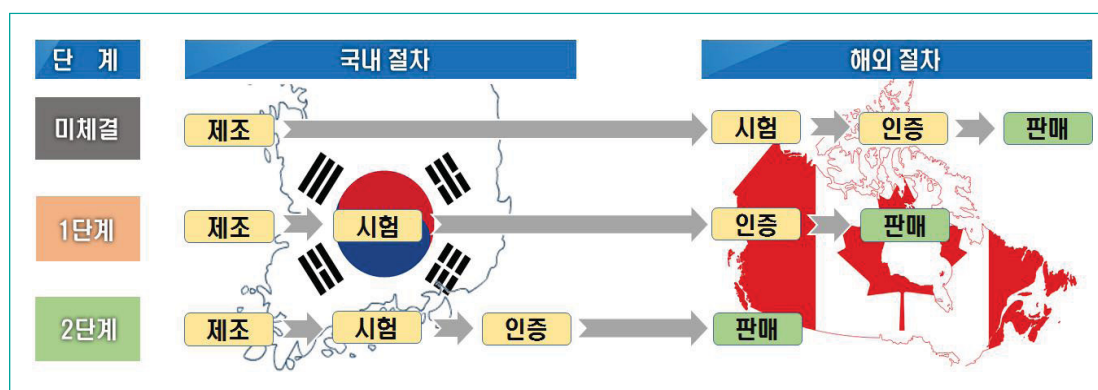 단 계 국내 절차 해외 절차
미체결 제조 시험 인증 판매
1단계 제조 시험 인증 판매
2단계 제조 시험 인증 판매